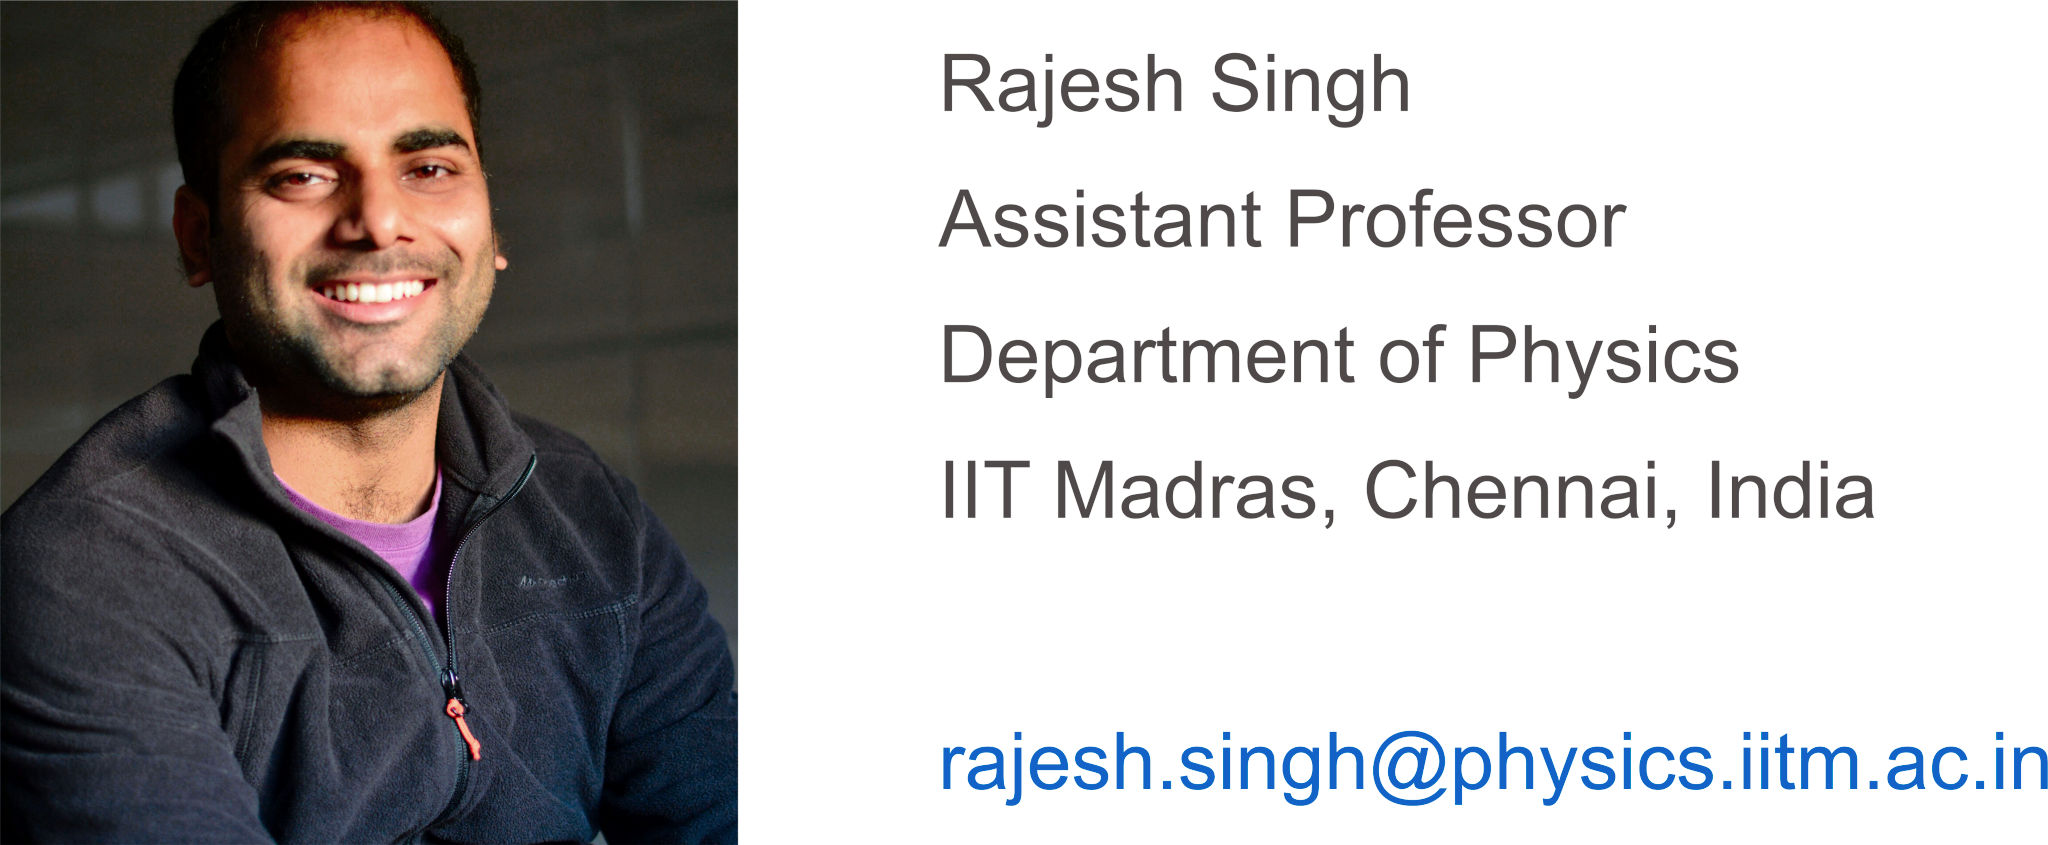 Rajesh Singh
Assistant Professor
Department of Physics
IIT Madras, Chennai, India
rajesh.singh@physics.iitm.ac.in